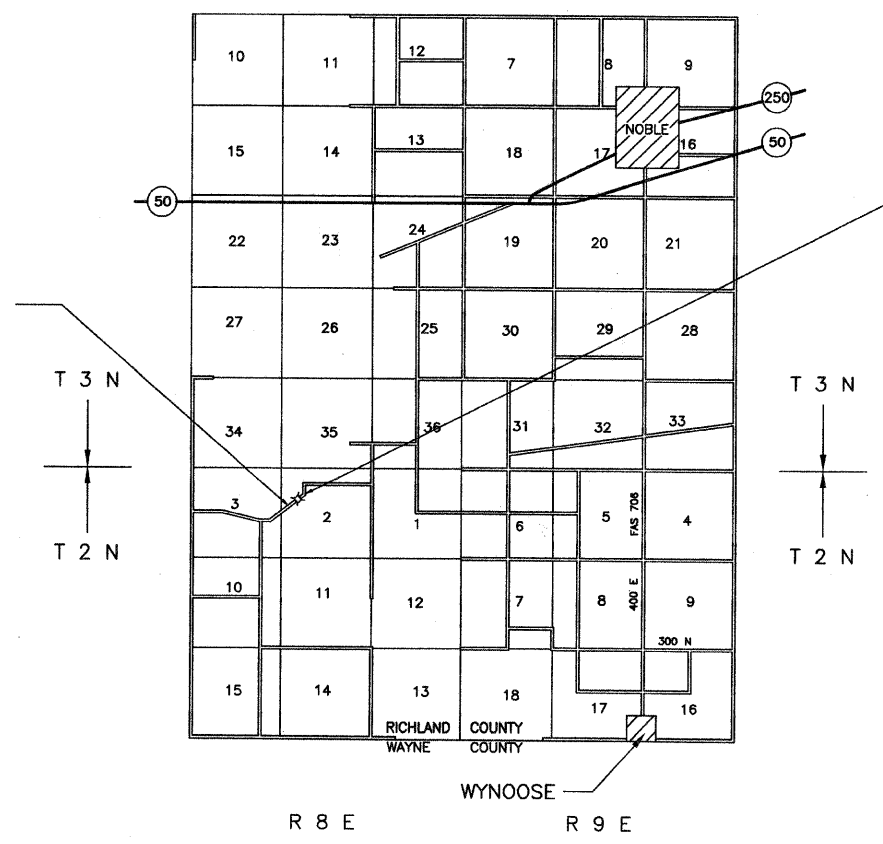 10 11 12 7 8 9
250
NOBLE
15 14 13 18 17 16
50
50
22 23 24 19 20 21
27 26 25 30 29 28
T 3 N T 3 N
34 35 36 31 32 33
3 2 1 6 5 FAS 706 4
T 2 N T 2 N
10 11 12 7 8 400 E 9
300 N
15 14 13 18 17 16
RICHLAND COUNTY
WAYNE COUNTY
WYNOOSE
R 8 E R 9 E